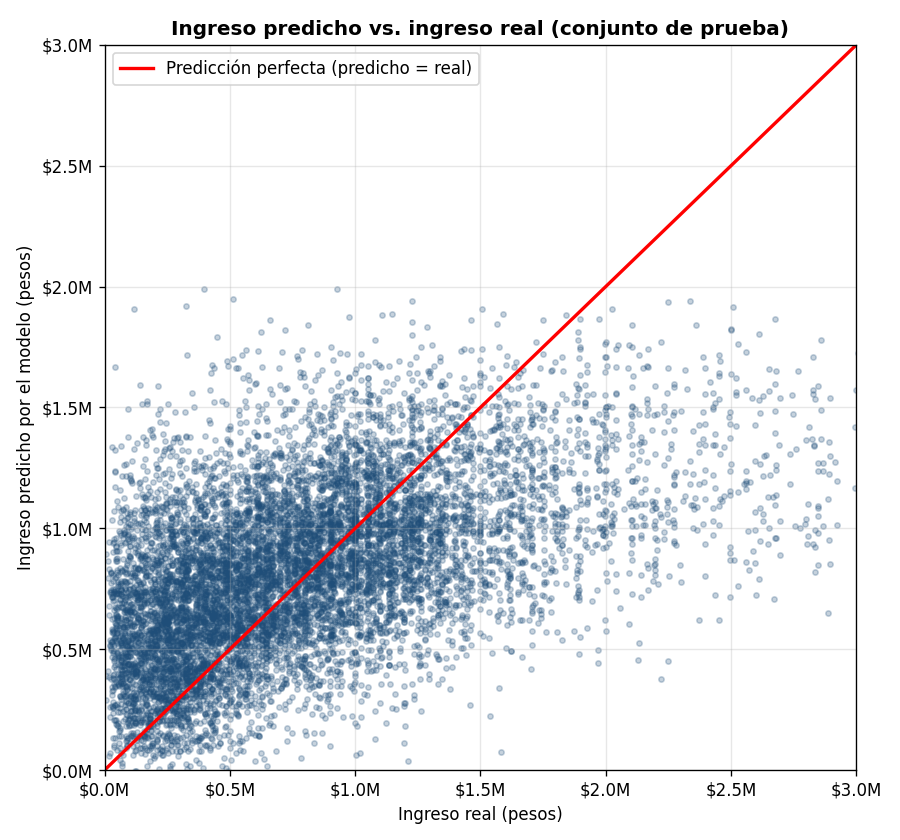 Ingreso predicho vs. ingreso real (conjunto de prueba)
Predicción perfecta (predicho = real)
Ingreso predicho por el modelo (pesos)
$3.0M
$2.5M
$2.0M
$1.5M
$1.0M
$0.5M
$0.0M
$0.0M $0.5M $1.0M $1.5M $2.0M $2.5M $3.0M
Ingreso real (pesos)